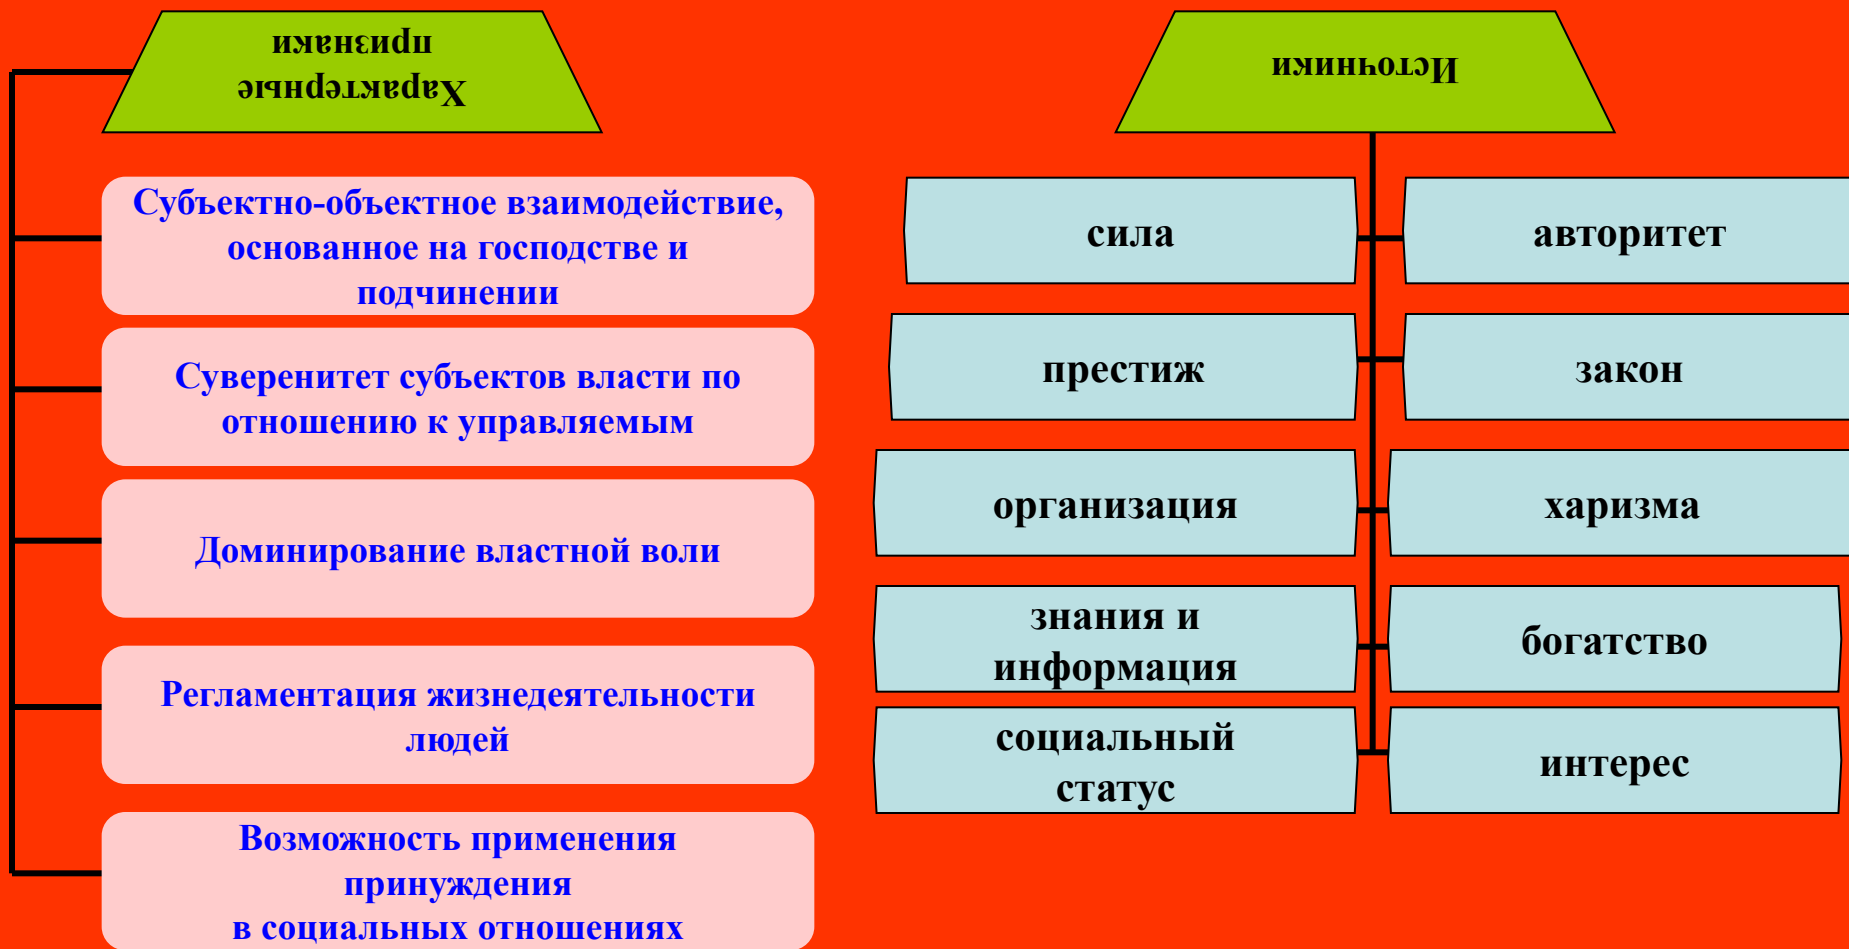 Характерные
признаки
Субъектно-объектное взаимодействие,
основанное на господстве и
подчинении
Суверенитет субъектов власти по
отношению к управляемым
Доминирование властной воли
Регламентация жизнедеятельности
людей
Возможность применения
принуждения
в социальных отношениях
Источники
сила
авторитет
престиж
закон
организация
харизма
знания и
информация
богатство
социальный
статус
интерес